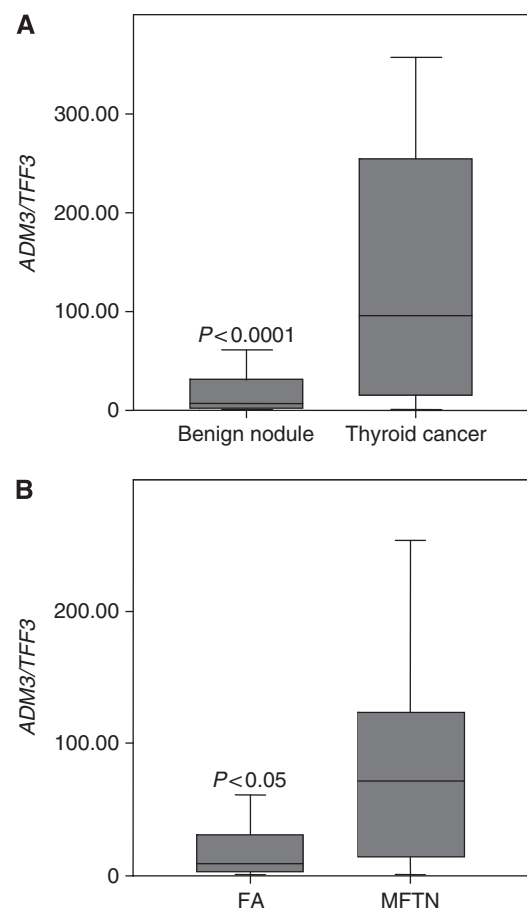 A
ADM3/TFF3
300.00
200.00
100.00
0
P<0.0001
Benign nodule Thyroid cancer
B
ADM3/TFF3
200.00
100.00
0
P<0.05
FA MFTN